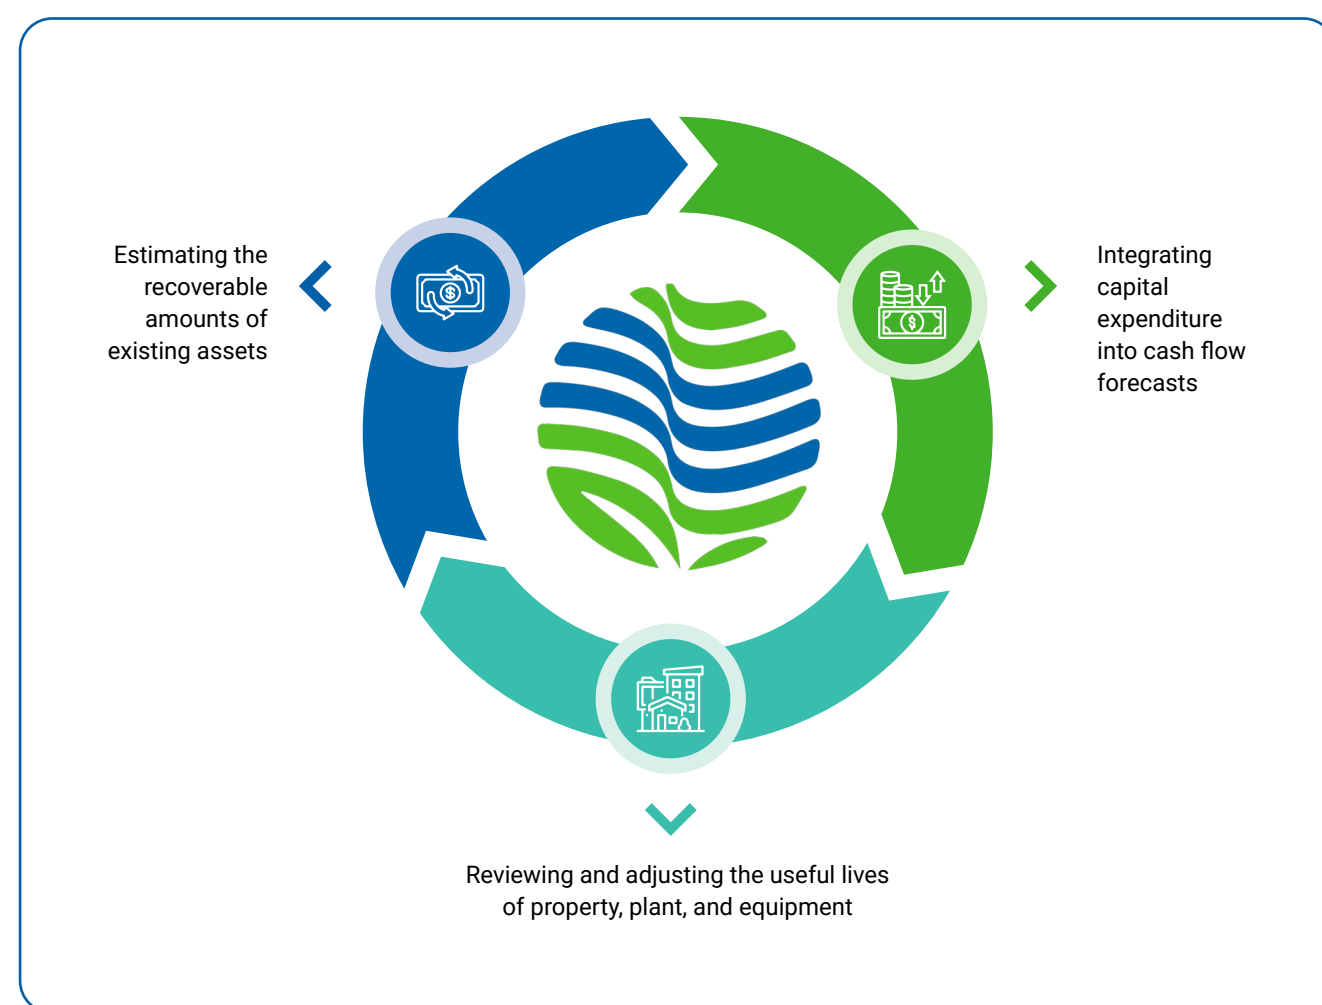 Estimating the
recoverable
amounts of
existing assets
Integrating
capital
expenditure
into cash flow
forecasts
Reviewing and adjusting the useful lives
of property, plant, and equipment